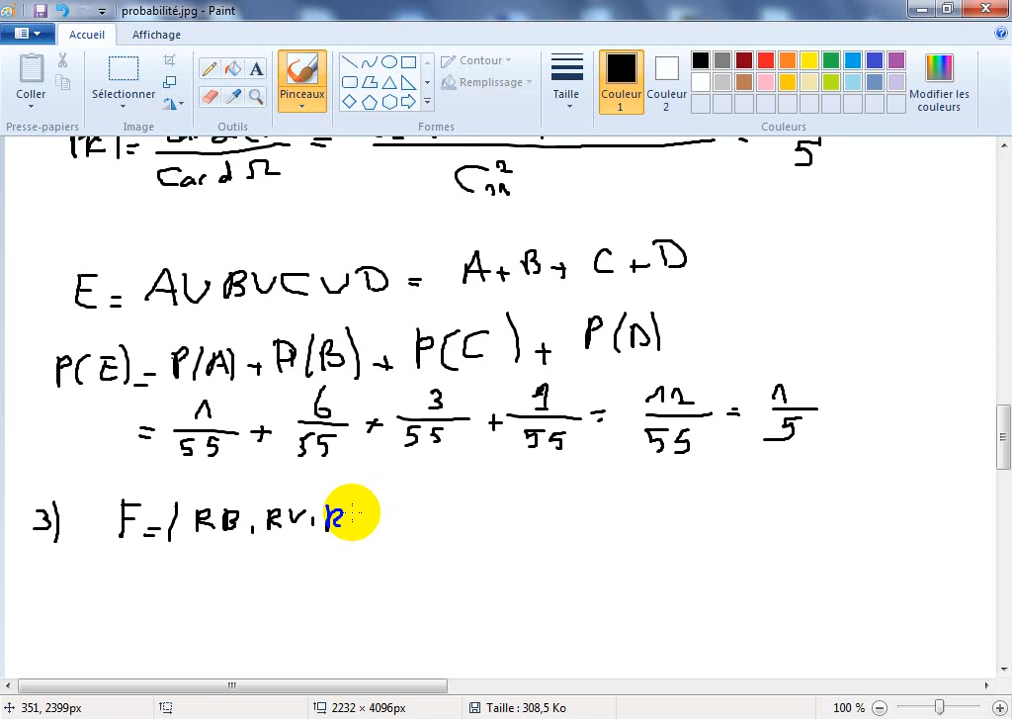 probabilité.jpg - Paint
Accueil Affichage
Coller Sélectionner Pinceaux Contour Remplissage Taille Couleur 1 Couleur 2 Modifier les couleurs
Presse-papiers Image Outils Formes Couleurs
Card Ω = C 5
E = A∪B∪C∪D = A + B + C + D
P(E) = P(A) + P(B) + P(C) + P(D)
= 1/55 + 6/55 + 3/55 + 1/55 = 11/55 = 1/5
3) F = { RB, RV, R
351, 2399px 2232 × 4096px Taille : 308,5 Ko 100 %